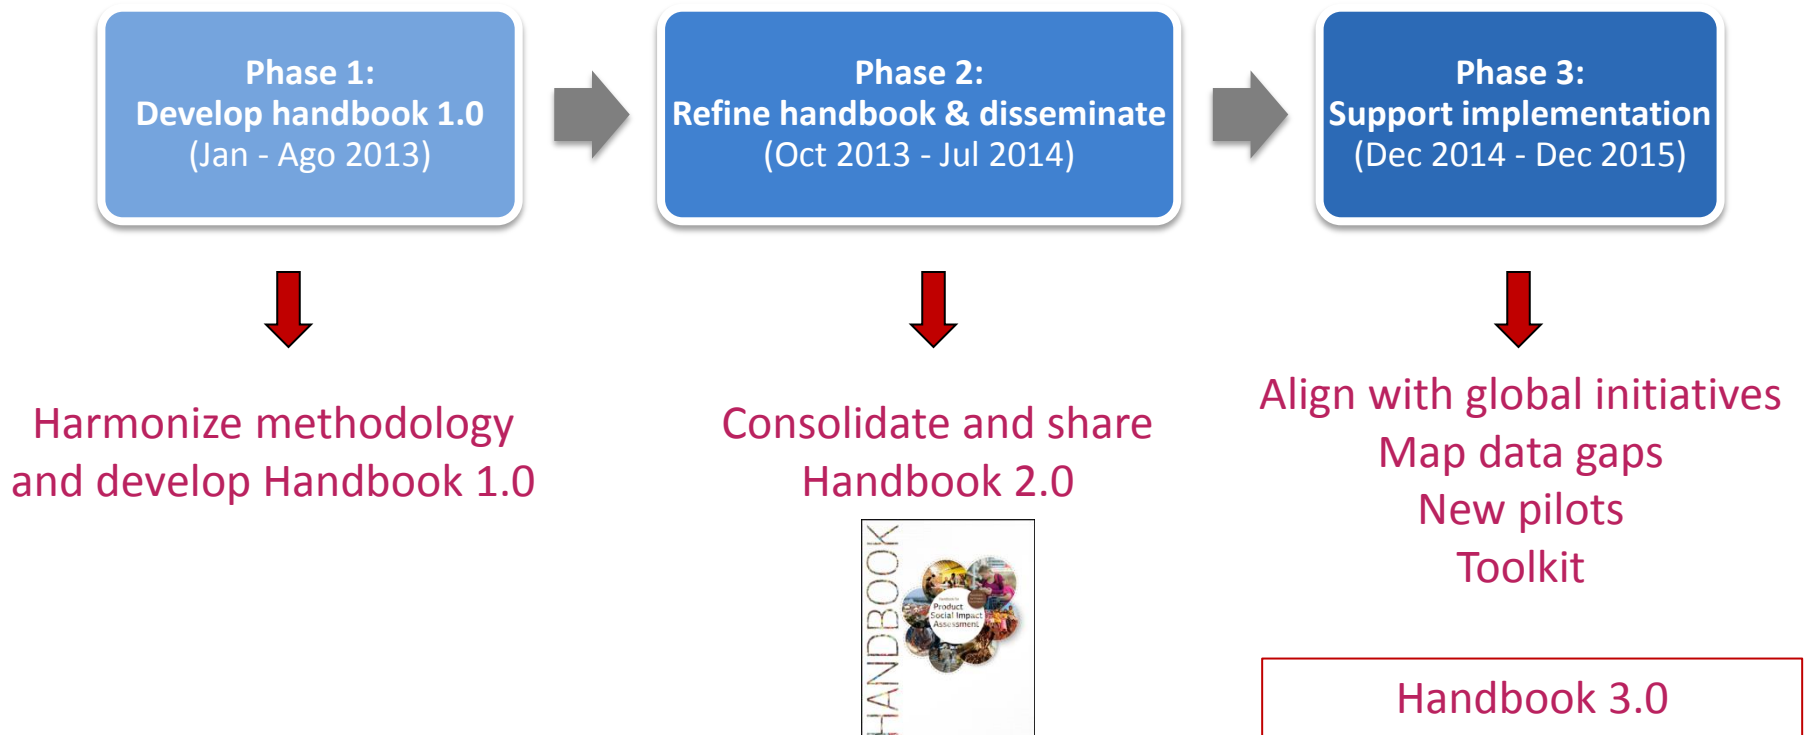 Phase 1:
Develop handbook 1.0
(Jan - Ago 2013)
Phase 2:
Refine handbook & disseminate
(Oct 2013 - Jul 2014)
Phase 3:
Support implementation
(Dec 2014 - Dec 2015)
Harmonize methodology
and develop Handbook 1.0
Consolidate and share
Handbook 2.0
HANDBOOK
Product
Social Impact
Assessment
Align with global initiatives
Map data gaps
New pilots
Toolkit
Handbook 3.0